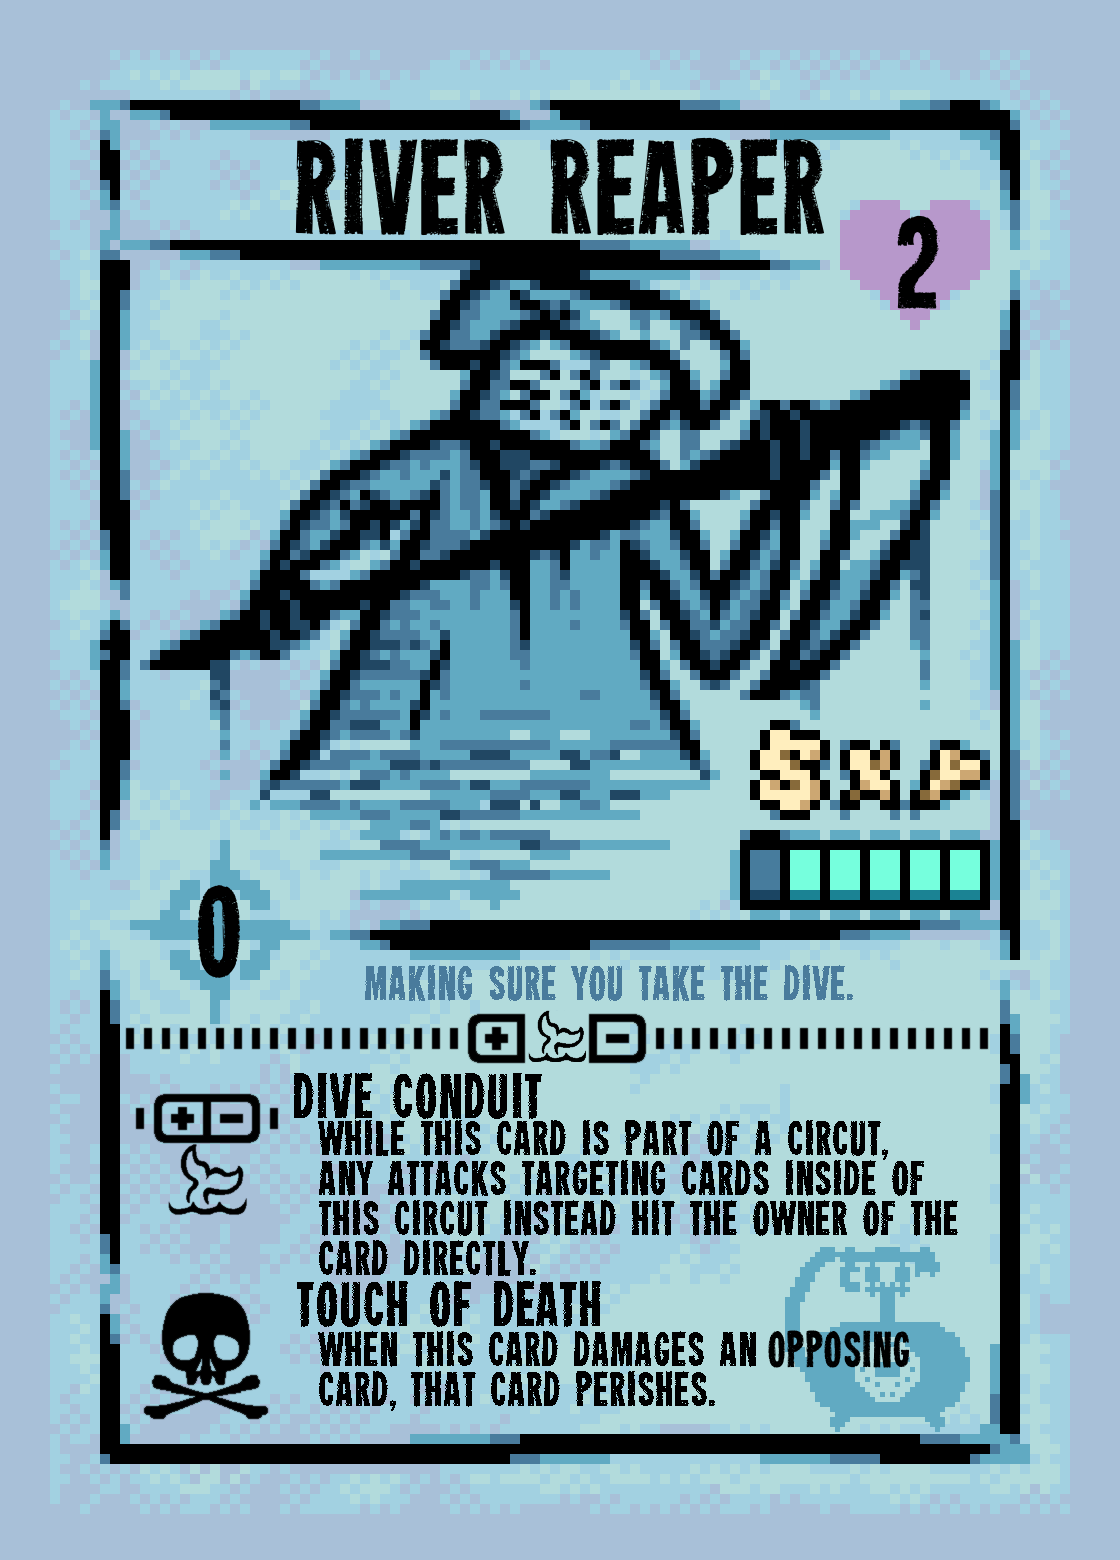 RIVER REAPER
2
5 X
0
MAKING SURE YOU TAKE THE DIVE.
+ −
+ −
DIVE CONDUIT
WHILE THIS CARD IS PART OF A CIRCUT,
ANY ATTACKS TARGETING CARDS INSIDE OF
THIS CIRCUT INSTEAD HIT THE OWNER OF THE
CARD DIRECTLY.
TOUCH OF DEATH
WHEN THIS CARD DAMAGES AN OPPOSING
CARD, THAT CARD PERISHES.